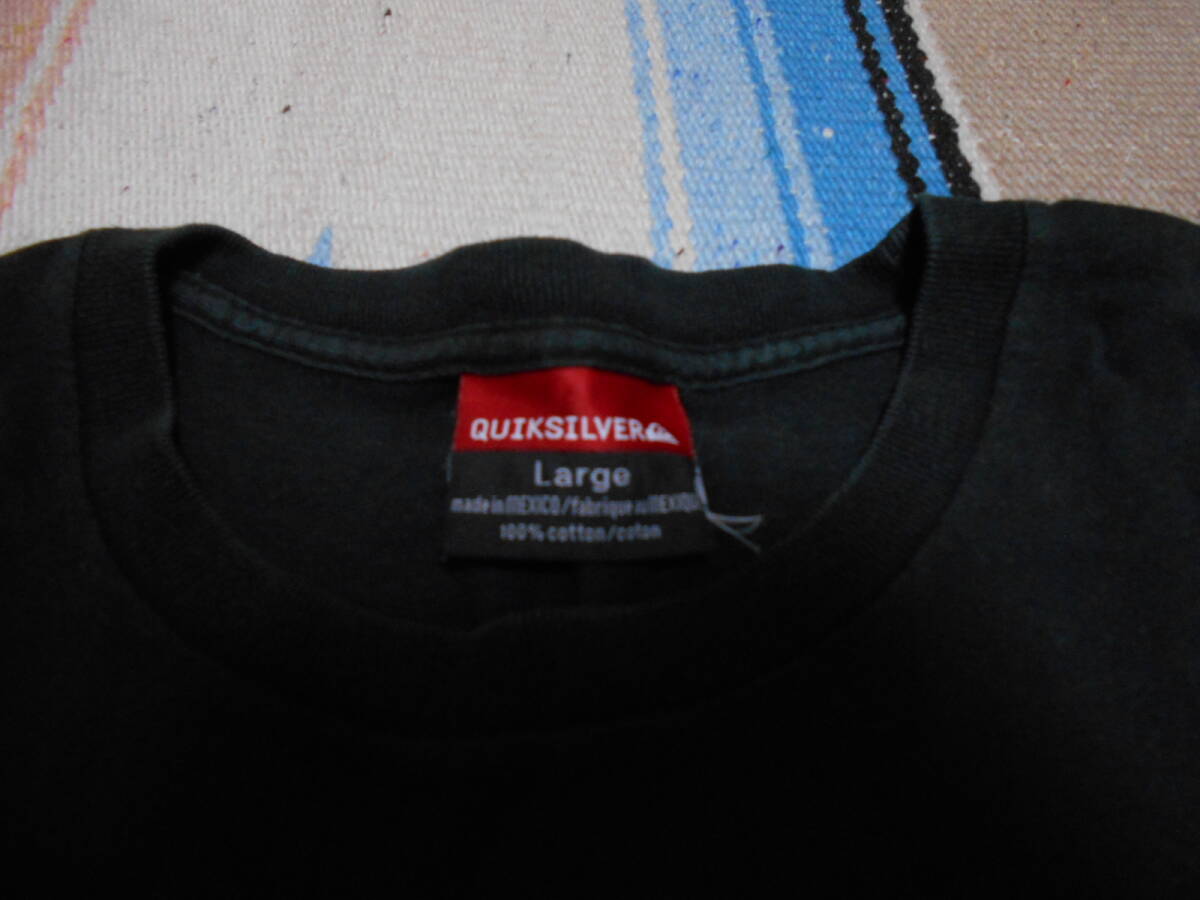 QUIKSILVER
Large
made in MEXICO/fabrique au MEXIQUE
100% cotton/coton